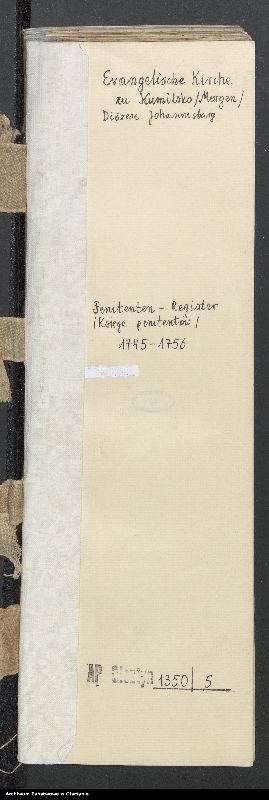 Evangelische Kirche
zu Kumilsko /Morgen/
Diözese Johannisburg
Penitenten - Register
/Księga penitentów/
1745-1756
AP Olsztyn 1350/5
Archiwum Państwowe w Olsztynie